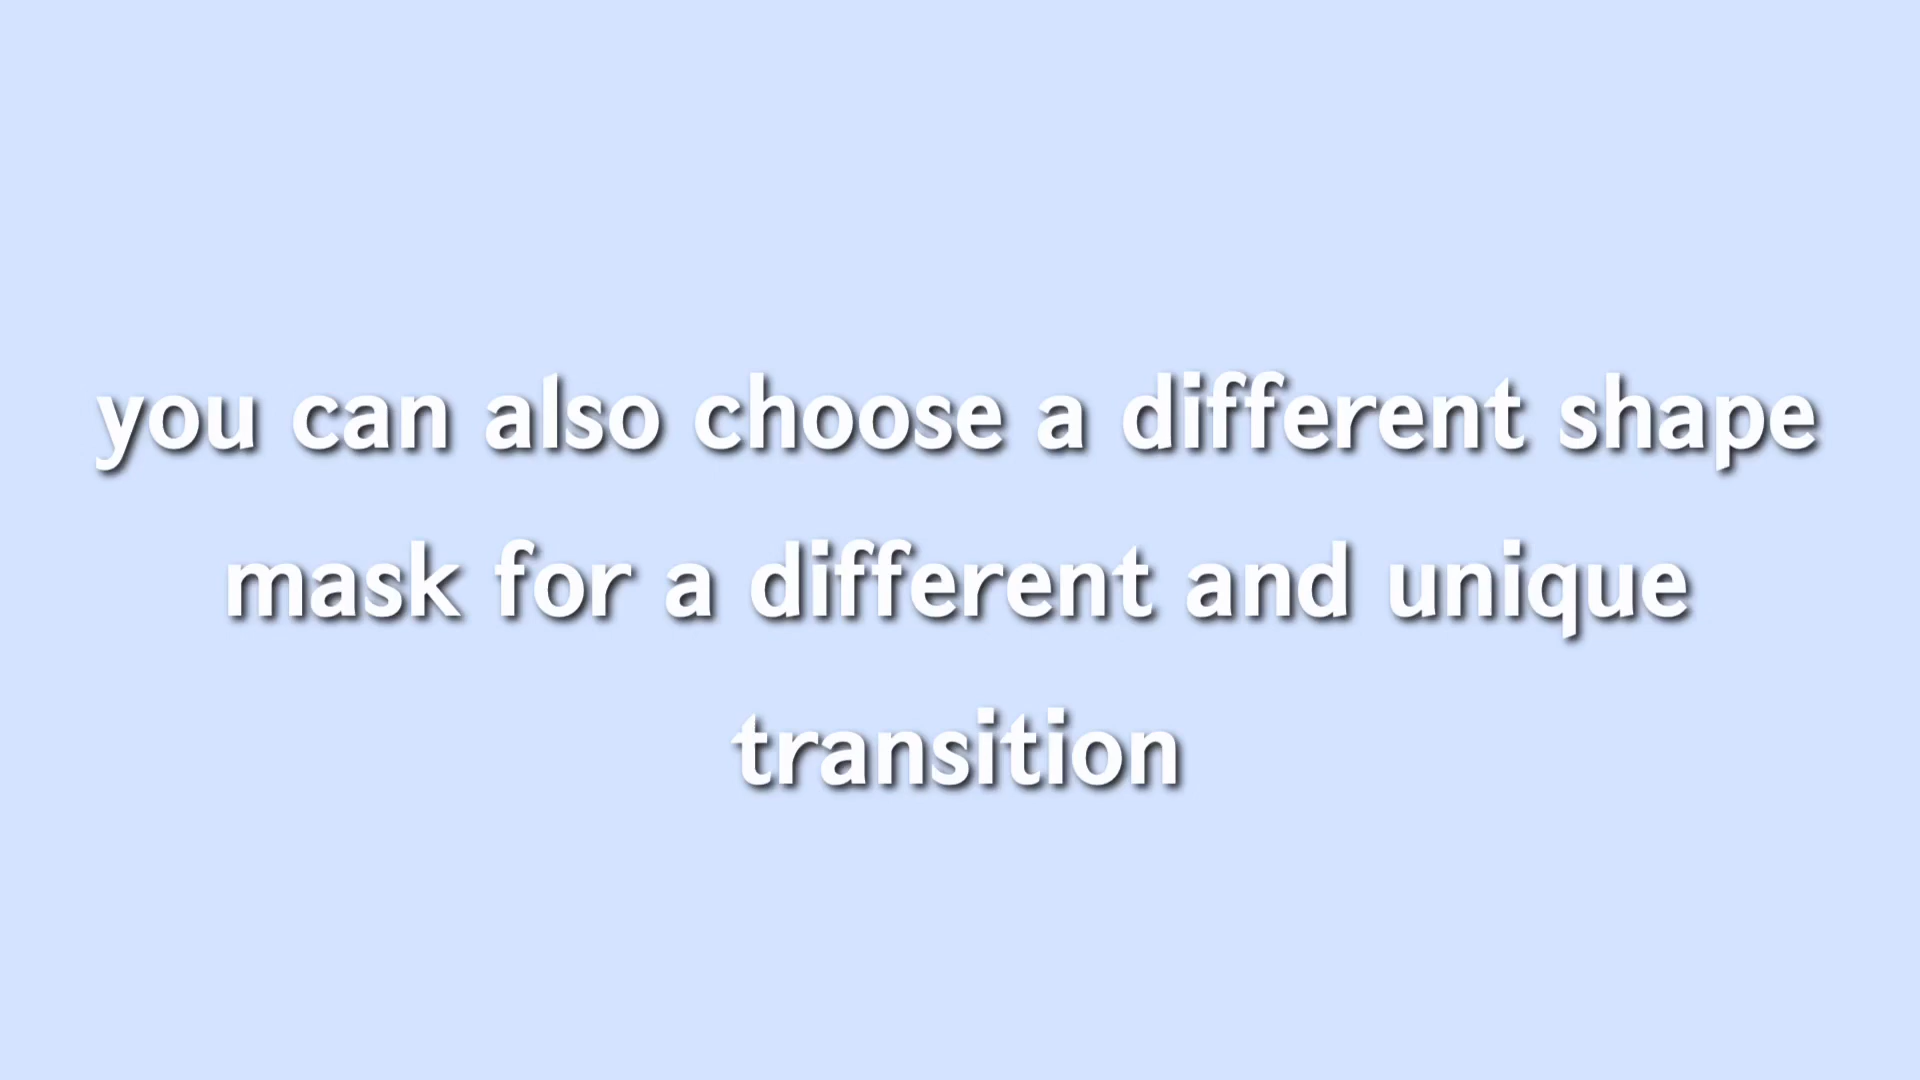 you can also choose a different shape
mask for a different and unique
transition